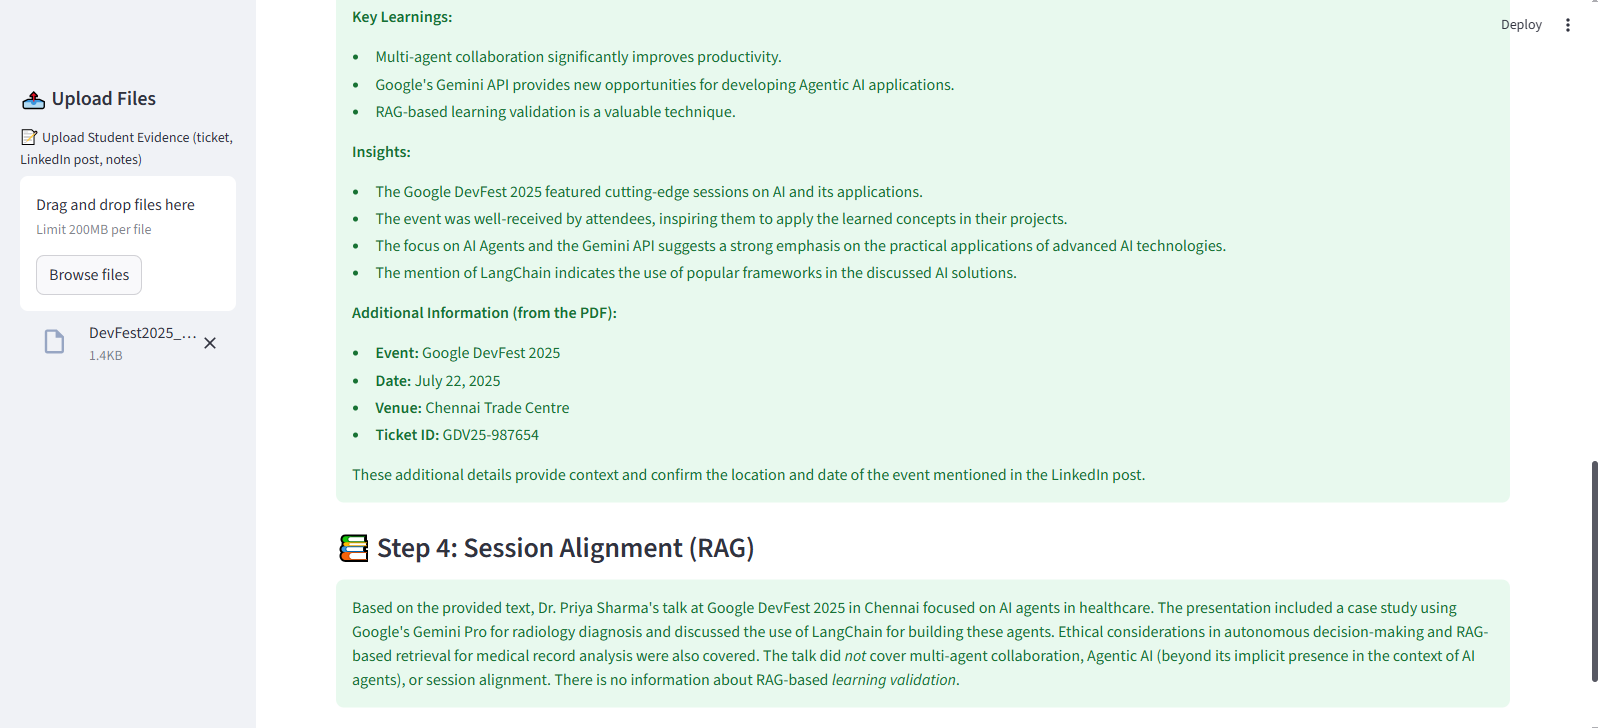 Deploy
Upload Files
Upload Student Evidence (ticket,
LinkedIn post, notes)
Drag and drop files here
Limit 200MB per file
Browse files
DevFest2025_...
1.4KB
Key Learnings:
• Multi-agent collaboration significantly improves productivity.
• Google's Gemini API provides new opportunities for developing Agentic AI applications.
• RAG-based learning validation is a valuable technique.
Insights:
• The Google DevFest 2025 featured cutting-edge sessions on AI and its applications.
• The event was well-received by attendees, inspiring them to apply the learned concepts in their projects.
• The focus on AI Agents and the Gemini API suggests a strong emphasis on the practical applications of advanced AI technologies.
• The mention of LangChain indicates the use of popular frameworks in the discussed AI solutions.
Additional Information (from the PDF):
• Event: Google DevFest 2025
• Date: July 22, 2025
• Venue: Chennai Trade Centre
• Ticket ID: GDV25-987654
These additional details provide context and confirm the location and date of the event mentioned in the LinkedIn post.
Step 4: Session Alignment (RAG)
Based on the provided text, Dr. Priya Sharma's talk at Google DevFest 2025 in Chennai focused on AI agents in healthcare. The presentation included a case study using
Google's Gemini Pro for radiology diagnosis and discussed the use of LangChain for building these agents. Ethical considerations in autonomous decision-making and RAG-
based retrieval for medical record analysis were also covered. The talk did not cover multi-agent collaboration, Agentic AI (beyond its implicit presence in the context of AI
agents), or session alignment. There is no information about RAG-based learning validation.